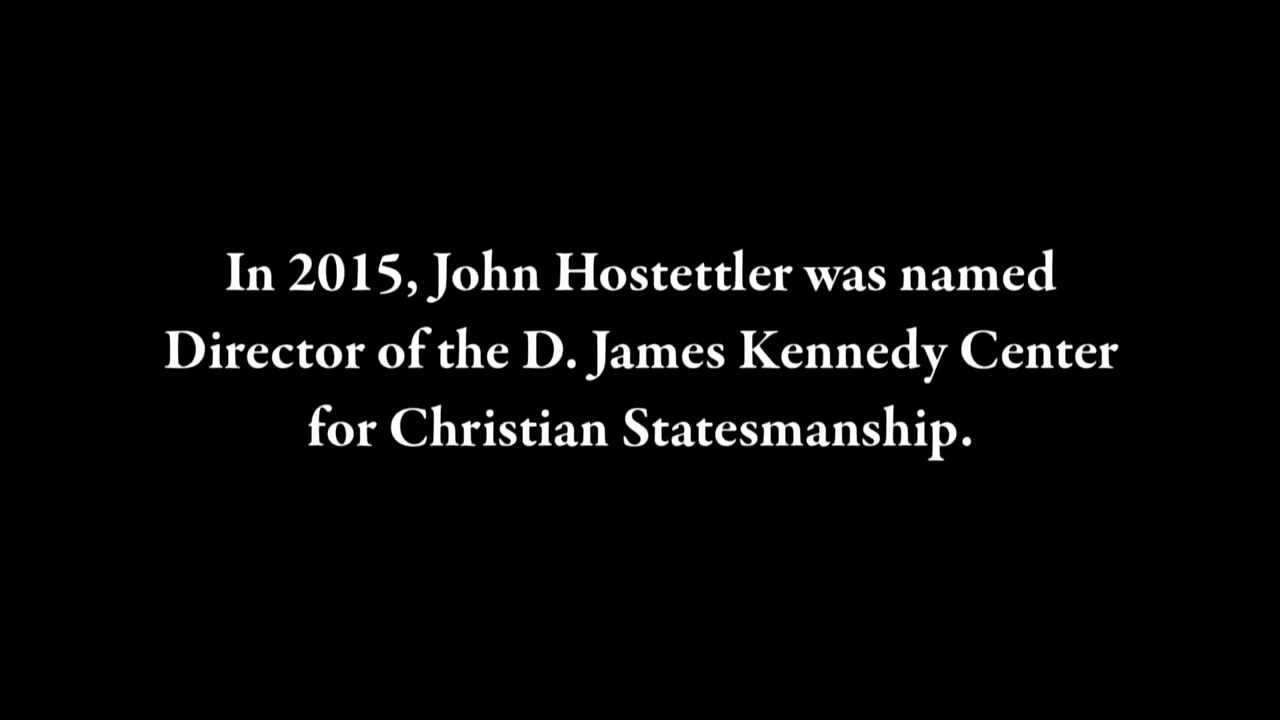 In 2015, John Hostettler was named
Director of the D. James Kennedy Center
for Christian Statesmanship.